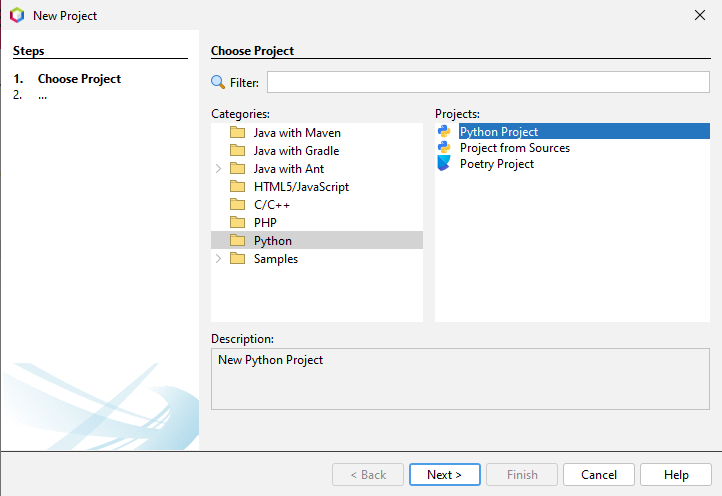 New Project
Steps
1. Choose Project
2. ...
Choose Project
Filter:
Categories:
Java with Maven
Java with Gradle
Java with Ant
HTML5/JavaScript
C/C++
PHP
Python
Samples
Projects:
Python Project
Project from Sources
Poetry Project
Description:
New Python Project
< Back
Next >
Finish
Cancel
Help